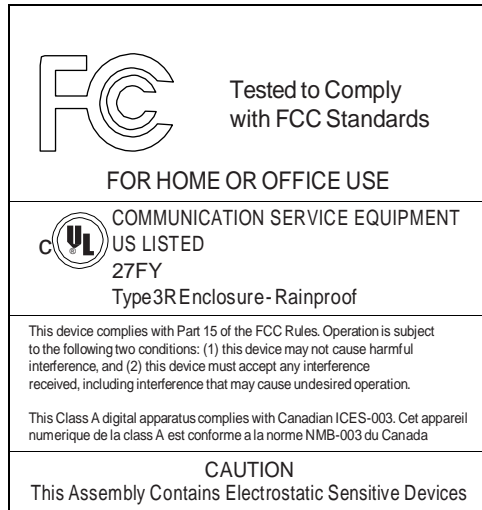 FCC
Tested to Comply
with FCC Standards
FOR HOME OR OFFICE USE
COMMUNICATION SERVICE EQUIPMENT
C UL ® US LISTED
27FY
Type 3R Enclosure - Rainproof
This device complies with Part 15 of the FCC Rules. Operation is subject
to the following two conditions: (1) this device may not cause harmful
interference, and (2) this device must accept any interference
received, including interference that may cause undesired operation.
This Class A digital apparatus complies with Canadian ICES-003. Cet appareil
numerique de la class A est conforme a la norme NMB-003 du Canada
CAUTION
This Assembly Contains Electrostatic Sensitive Devices